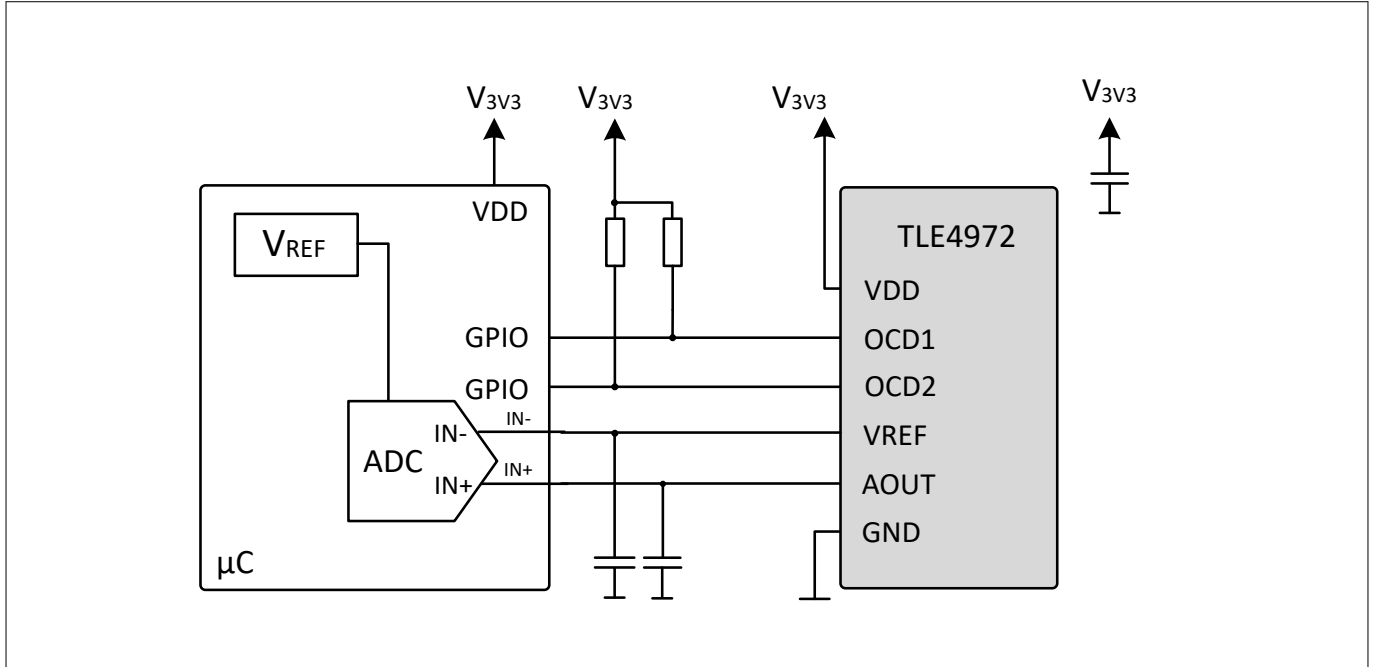 V3V3 V3V3 V3V3 V3V3
VDD
VREF
TLE4972
VDD
GPIO OCD1
GPIO OCD2
IN- IN- VREF
ADC
IN+ IN+ AOUT
GND
µC